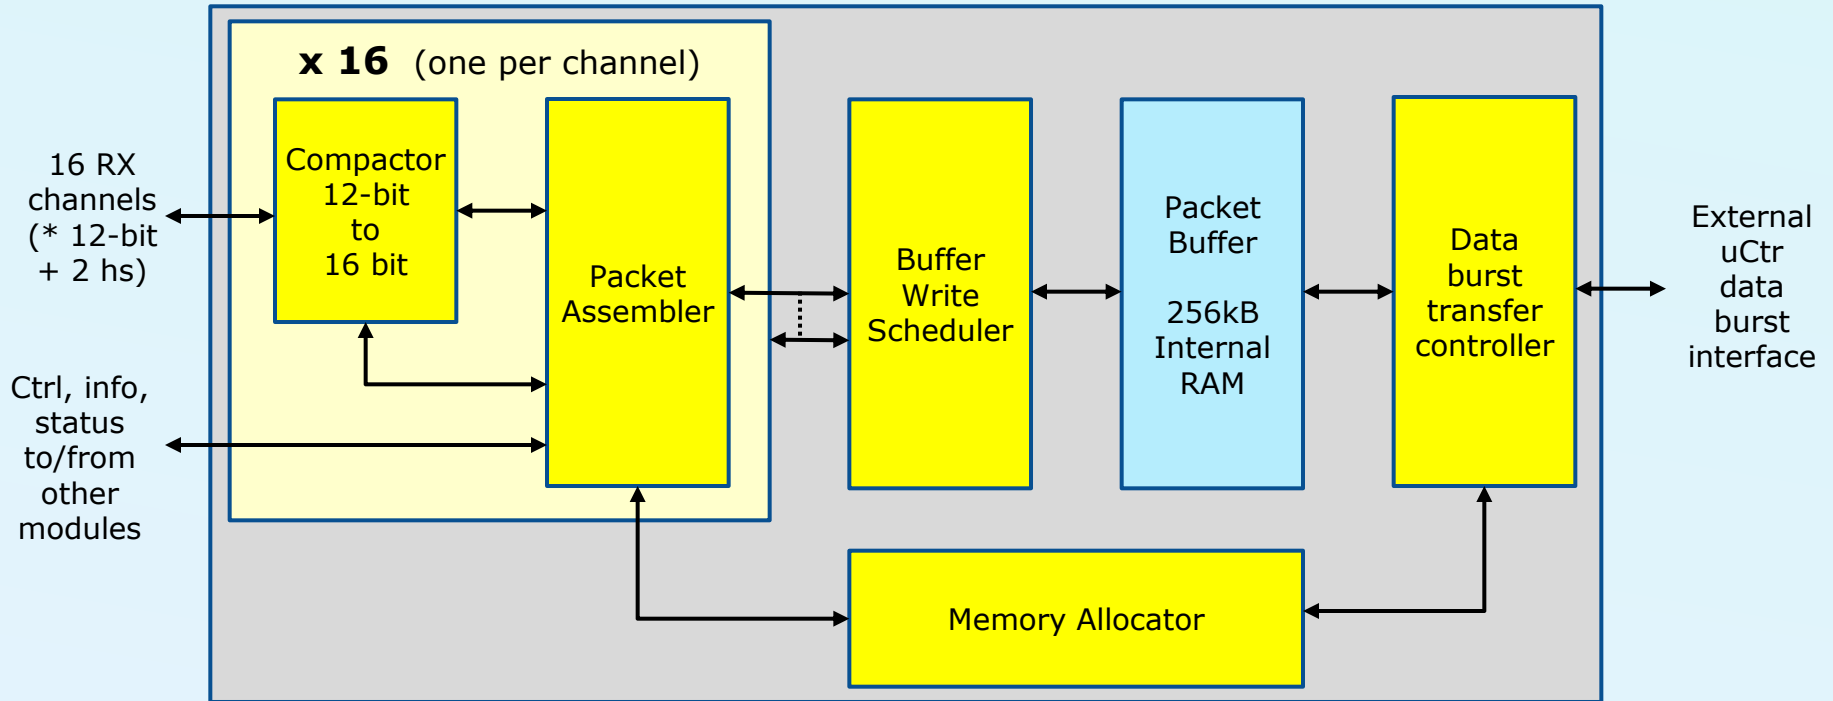 x 16 (one per channel)
16 RX
channels
(* 12-bit
+ 2 hs)
Ctrl, info,
status
to/from
other
modules
Compactor
12-bit
to
16 bit
Packet
Assembler
Buffer
Write
Scheduler
Packet
Buffer
256kB
Internal
RAM
Data
burst
transfer
controller
External
uCtr
data
burst
interface
Memory Allocator